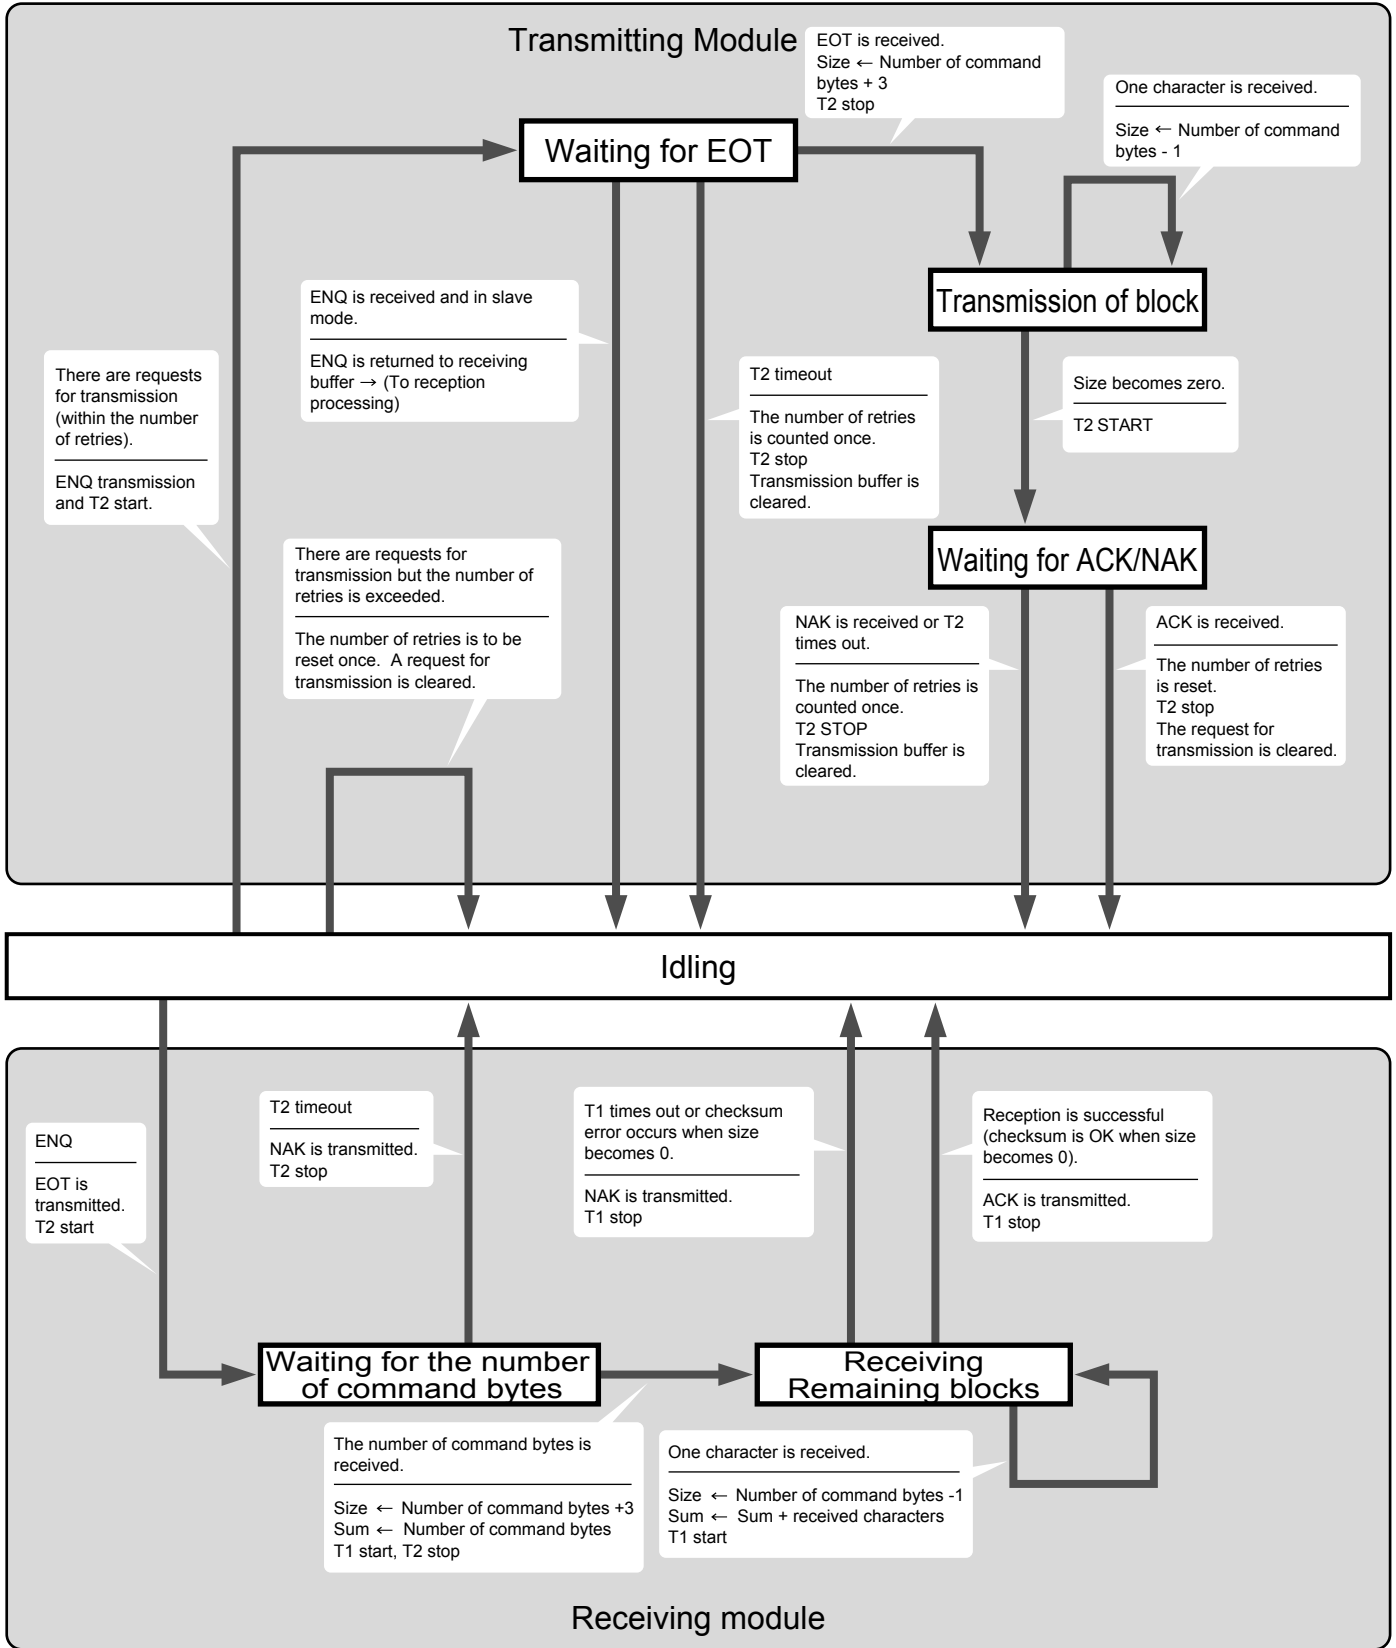 Transmitting Module
EOT is received.
Size ← Number of command
bytes + 3
T2 stop
One character is received.
Size ← Number of command
bytes - 1
Waiting for EOT
Transmission of block
ENQ is received and in slave
mode.
ENQ is returned to receiving
buffer → (To reception
processing)
There are requests
for transmission
(within the number
of retries).
ENQ transmission
and T2 start.
T2 timeout
The number of retries
is counted once.
T2 stop
Transmission buffer is
cleared.
Size becomes zero.
T2 START
Waiting for ACK/NAK
There are requests for
transmission but the number of
retries is exceeded.
The number of retries is to be
reset once.  A request for
transmission is cleared.
NAK is received or T2
times out.
The number of retries is
counted once.
T2 STOP
Transmission buffer is
cleared.
ACK is received.
The number of retries
is reset.
T2 stop
The request for
transmission is cleared.
Idling
ENQ
EOT is
transmitted.
T2 start
T2 timeout
NAK is transmitted.
T2 stop
T1 times out or checksum
error occurs when size
becomes 0.
NAK is transmitted.
T1 stop
Reception is successful
(checksum is OK when size
becomes 0).
ACK is transmitted.
T1 stop
Waiting for the number
of command bytes
Receiving
Remaining blocks
The number of command bytes is
received.
Size ← Number of command bytes +3
Sum ← Number of command bytes
T1 start, T2 stop
One character is received.
Size ← Number of command bytes -1
Sum ← Sum + received characters
T1 start
Receiving module